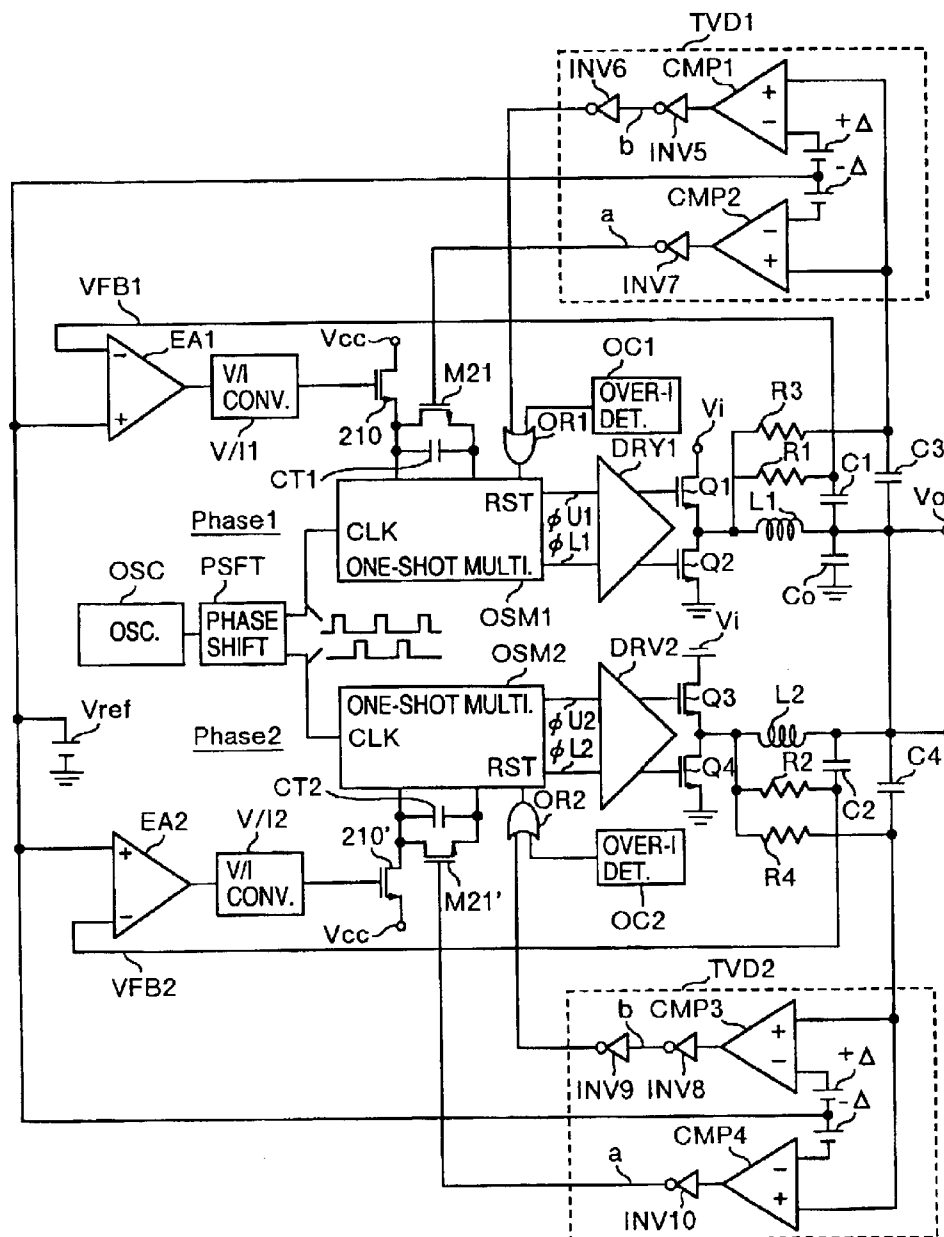 TVD1
INV6
CMP1
+
-
+Δ
b
INV5
-Δ
CMP2
a
-
+
INV7
VFB1
EA1
-
+
Vcc
V/I
CONV.
V/I1
M21
210
OC1
OVER-I
DET.
OR1
Vi
R3
R1
C1
C3
CT1
DRY1
Q1
L1
Vo
Phase1
RST
φU1
φL1
CLK
ONE-SHOT MULTI.
OSM1
Q2
Co
OSC
PSFT
OSC.
PHASE
SHIFT
OSM2
DRV2
Vi
ONE-SHOT MULTI.
CLK
RST
φU2
φL2
Q3
L2
Vref
Phase2
Q4
R2
C2
C4
CT2
OR2
R4
EA2
+
-
V/I2
V/I
CONV.
210'
M21'
Vcc
OVER-I
DET.
OC2
VFB2
TVD2
b
CMP3
+
-
INV9
INV8
+Δ
-Δ
CMP4
a
-
+
INV10